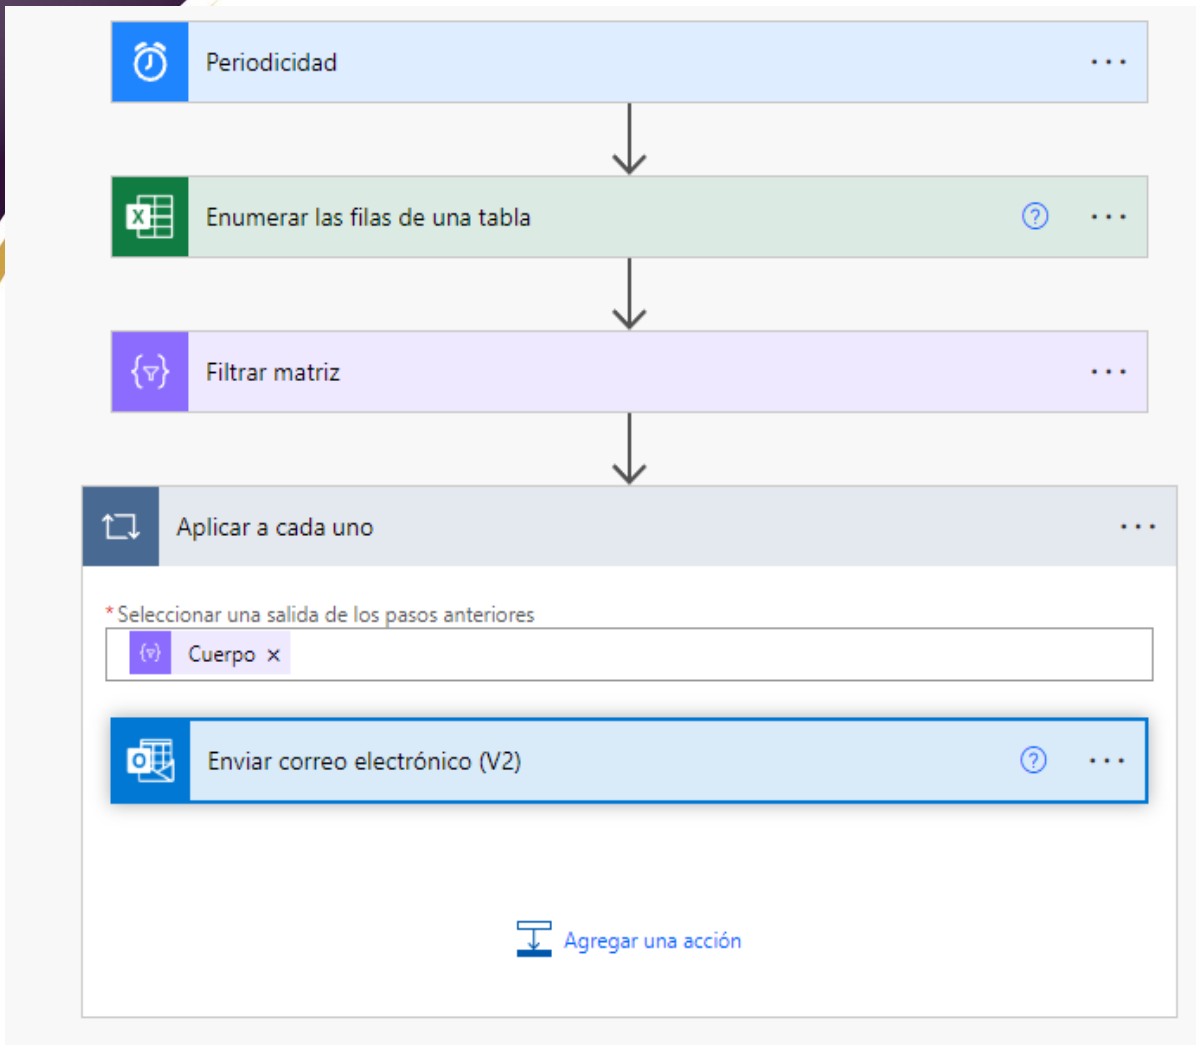 Periodicidad
Enumerar las filas de una tabla
Filtrar matriz
Aplicar a cada uno
* Seleccionar una salida de los pasos anteriores
Cuerpo ×
Enviar correo electrónico (V2)
Agregar una acción